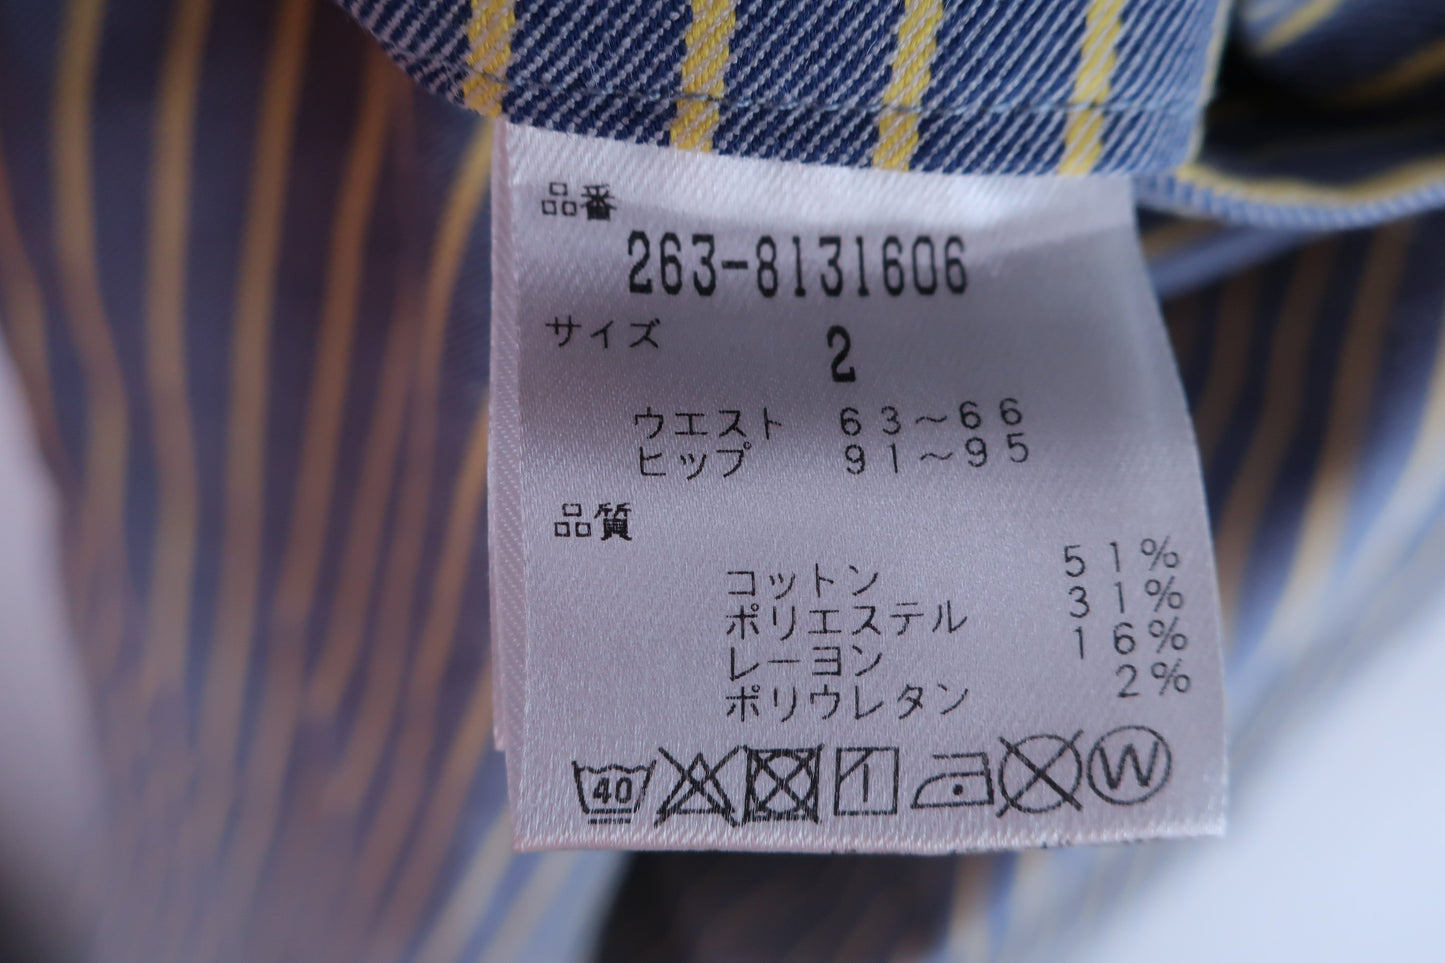 品番
263-8131606
サイズ 2
ウエスト 63〜66
ヒップ 91〜95
品質
コットン 51%
ポリエステル 31%
レーヨン 16%
ポリウレタン 2%
40 W